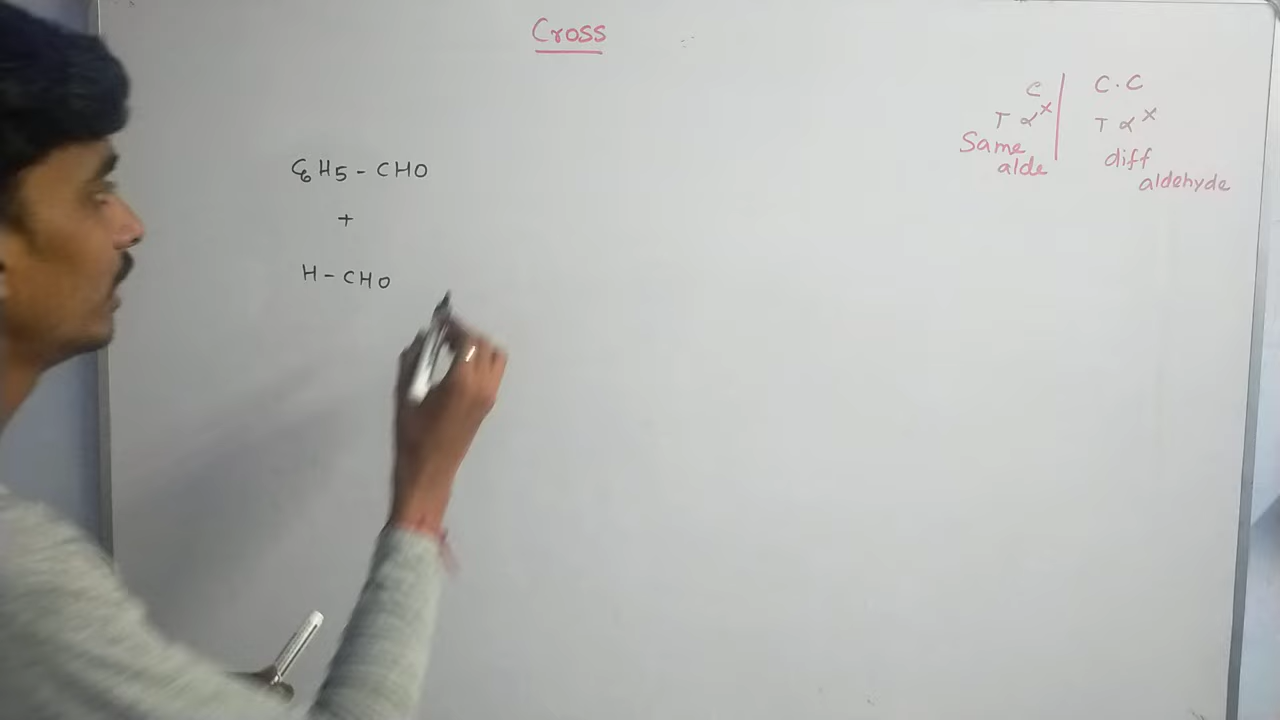 Cross
C
T α x
Same
alde
C.C
T α x
diff
aldehyde
C6H5-CHO
+
H-CHO